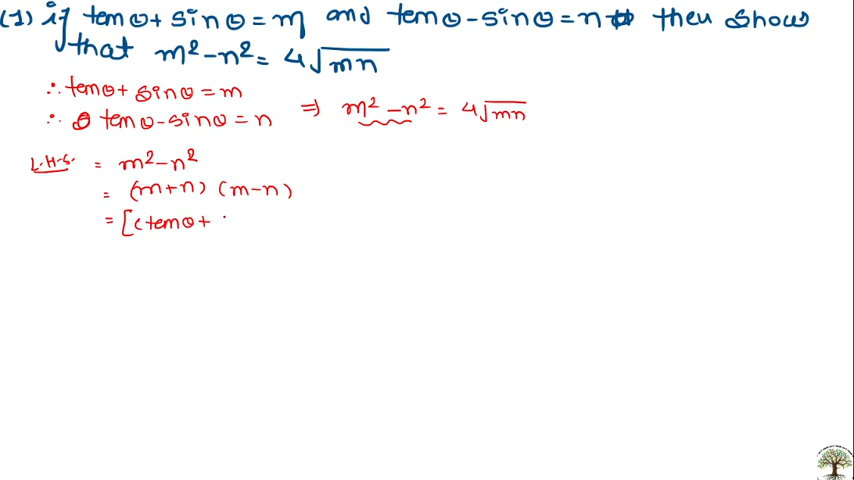 (1) if tanθ + sinθ = m and tanθ - sinθ = n then show
that m² - n² = 4√mn
∴ tanθ + sinθ = m
∴ tanθ - sinθ = n ⇒ m² - n² = 4√mn
L.H.S. = m² - n²
= (m+n) (m-n)
= [(tanθ +